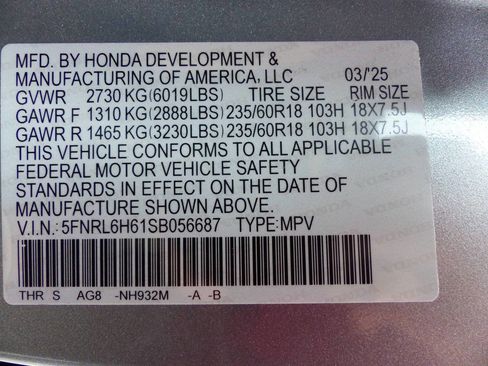 MFD. BY HONDA DEVELOPMENT &
MANUFACTURING OF AMERICA, LLC 03/'25
GVWR 2730 KG(6019LBS) TIRE SIZE RIM SIZE
GAWR F 1310 KG(2888LBS) 235/60R18 103H 18X7.5J
GAWR R 1465 KG(3230LBS) 235/60R18 103H 18X7.5J
THIS VEHICLE CONFORMS TO ALL APPLICABLE
FEDERAL MOTOR VEHICLE SAFETY
STANDARDS IN EFFECT ON THE DATE OF
MANUFACTURE SHOWN ABOVE.
V.I.N.: 5FNRL6H61SB056687 TYPE:MPV
THR S AG8 -NH932M -A -B